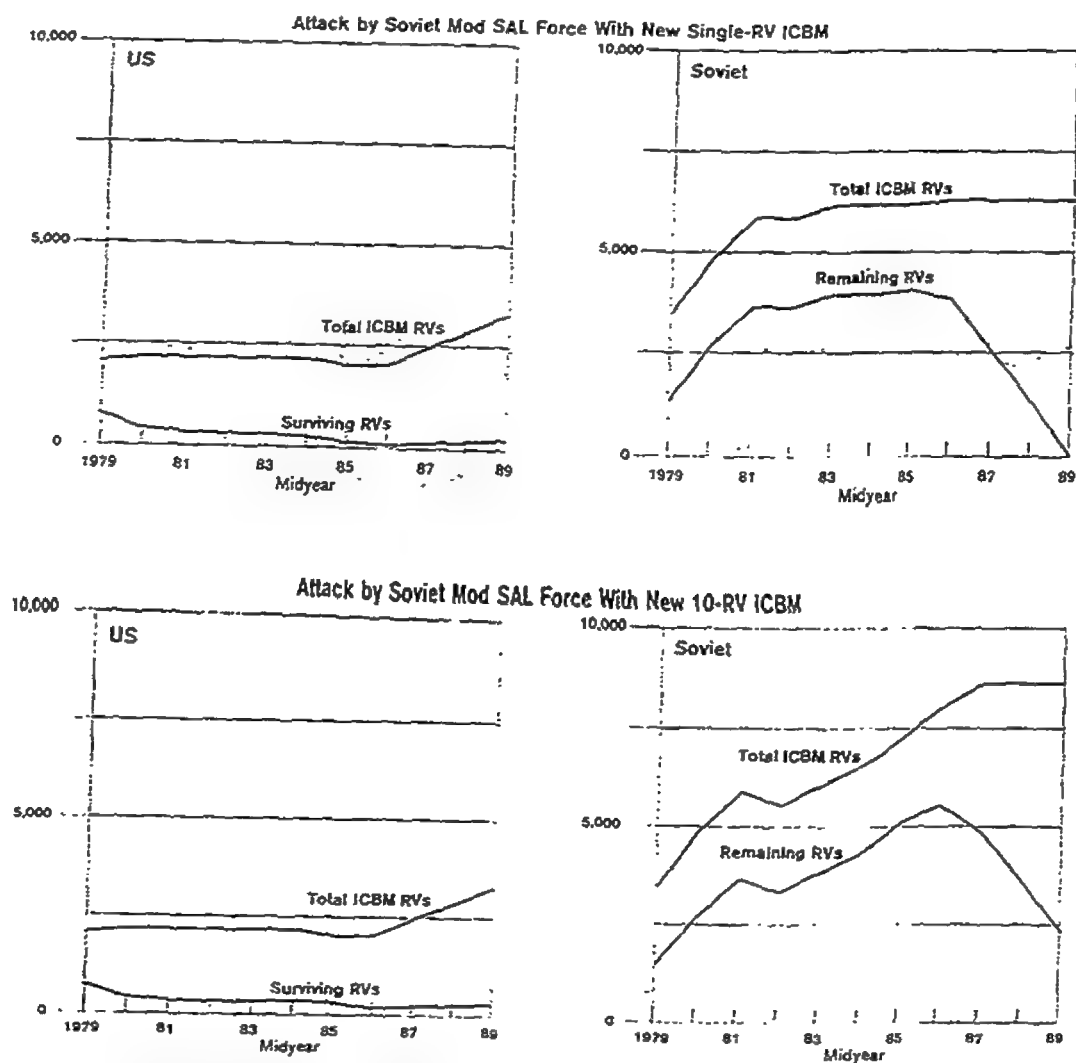 Attack by Soviet Mod SAL Force With New Single-RV ICBM
10,000
US
5,000
Total ICBM RVs
Surviving RVs
0
1979 81 83 85 87 89
Midyear
10,000
Soviet
Total ICBM RVs
5,000
Remaining RVs
0
1979 81 83 85 87 89
Midyear
Attack by Soviet Mod SAL Force With New 10-RV ICBM
10,000
US
5,000
Total ICBM RVs
Surviving RVs
0
1979 81 83 85 87 89
Midyear
10,000
Soviet
Total ICBM RVs
5,000
Remaining RVs
0
1979 81 83 85 87 89
Midyear